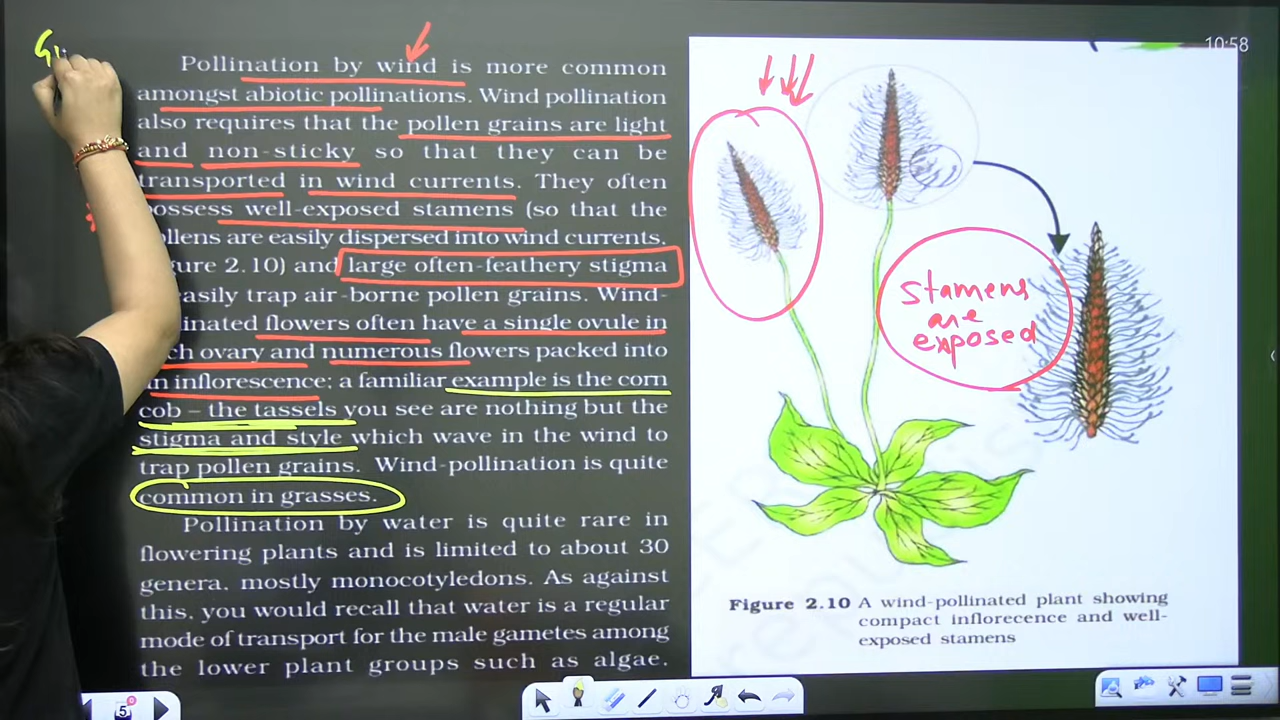 10:58
Pollination by wind is more common
amongst abiotic pollinations. Wind pollination
also requires that the pollen grains are light
and non-sticky so that they can be
transported in wind currents. They often
possess well-exposed stamens (so that the
ollens are easily dispersed into wind currents.
gure 2.10) and large often-feathery stigma
easily trap air-borne pollen grains. Wind-
inated flowers often have a single ovule in
ch ovary and numerous flowers packed into
an inflorescence; a familiar example is the corn
cob – the tassels you see are nothing but the
stigma and style which wave in the wind to
trap pollen grains. Wind-pollination is quite
common in grasses.
Pollination by water is quite rare in
flowering plants and is limited to about 30
genera, mostly monocotyledons. As against
this, you would recall that water is a regular
mode of transport for the male gametes among
the lower plant groups such as algae.
stamens
are
exposed
Figure 2.10 A wind-pollinated plant showing
compact inflorecence and well-
exposed stamens
5